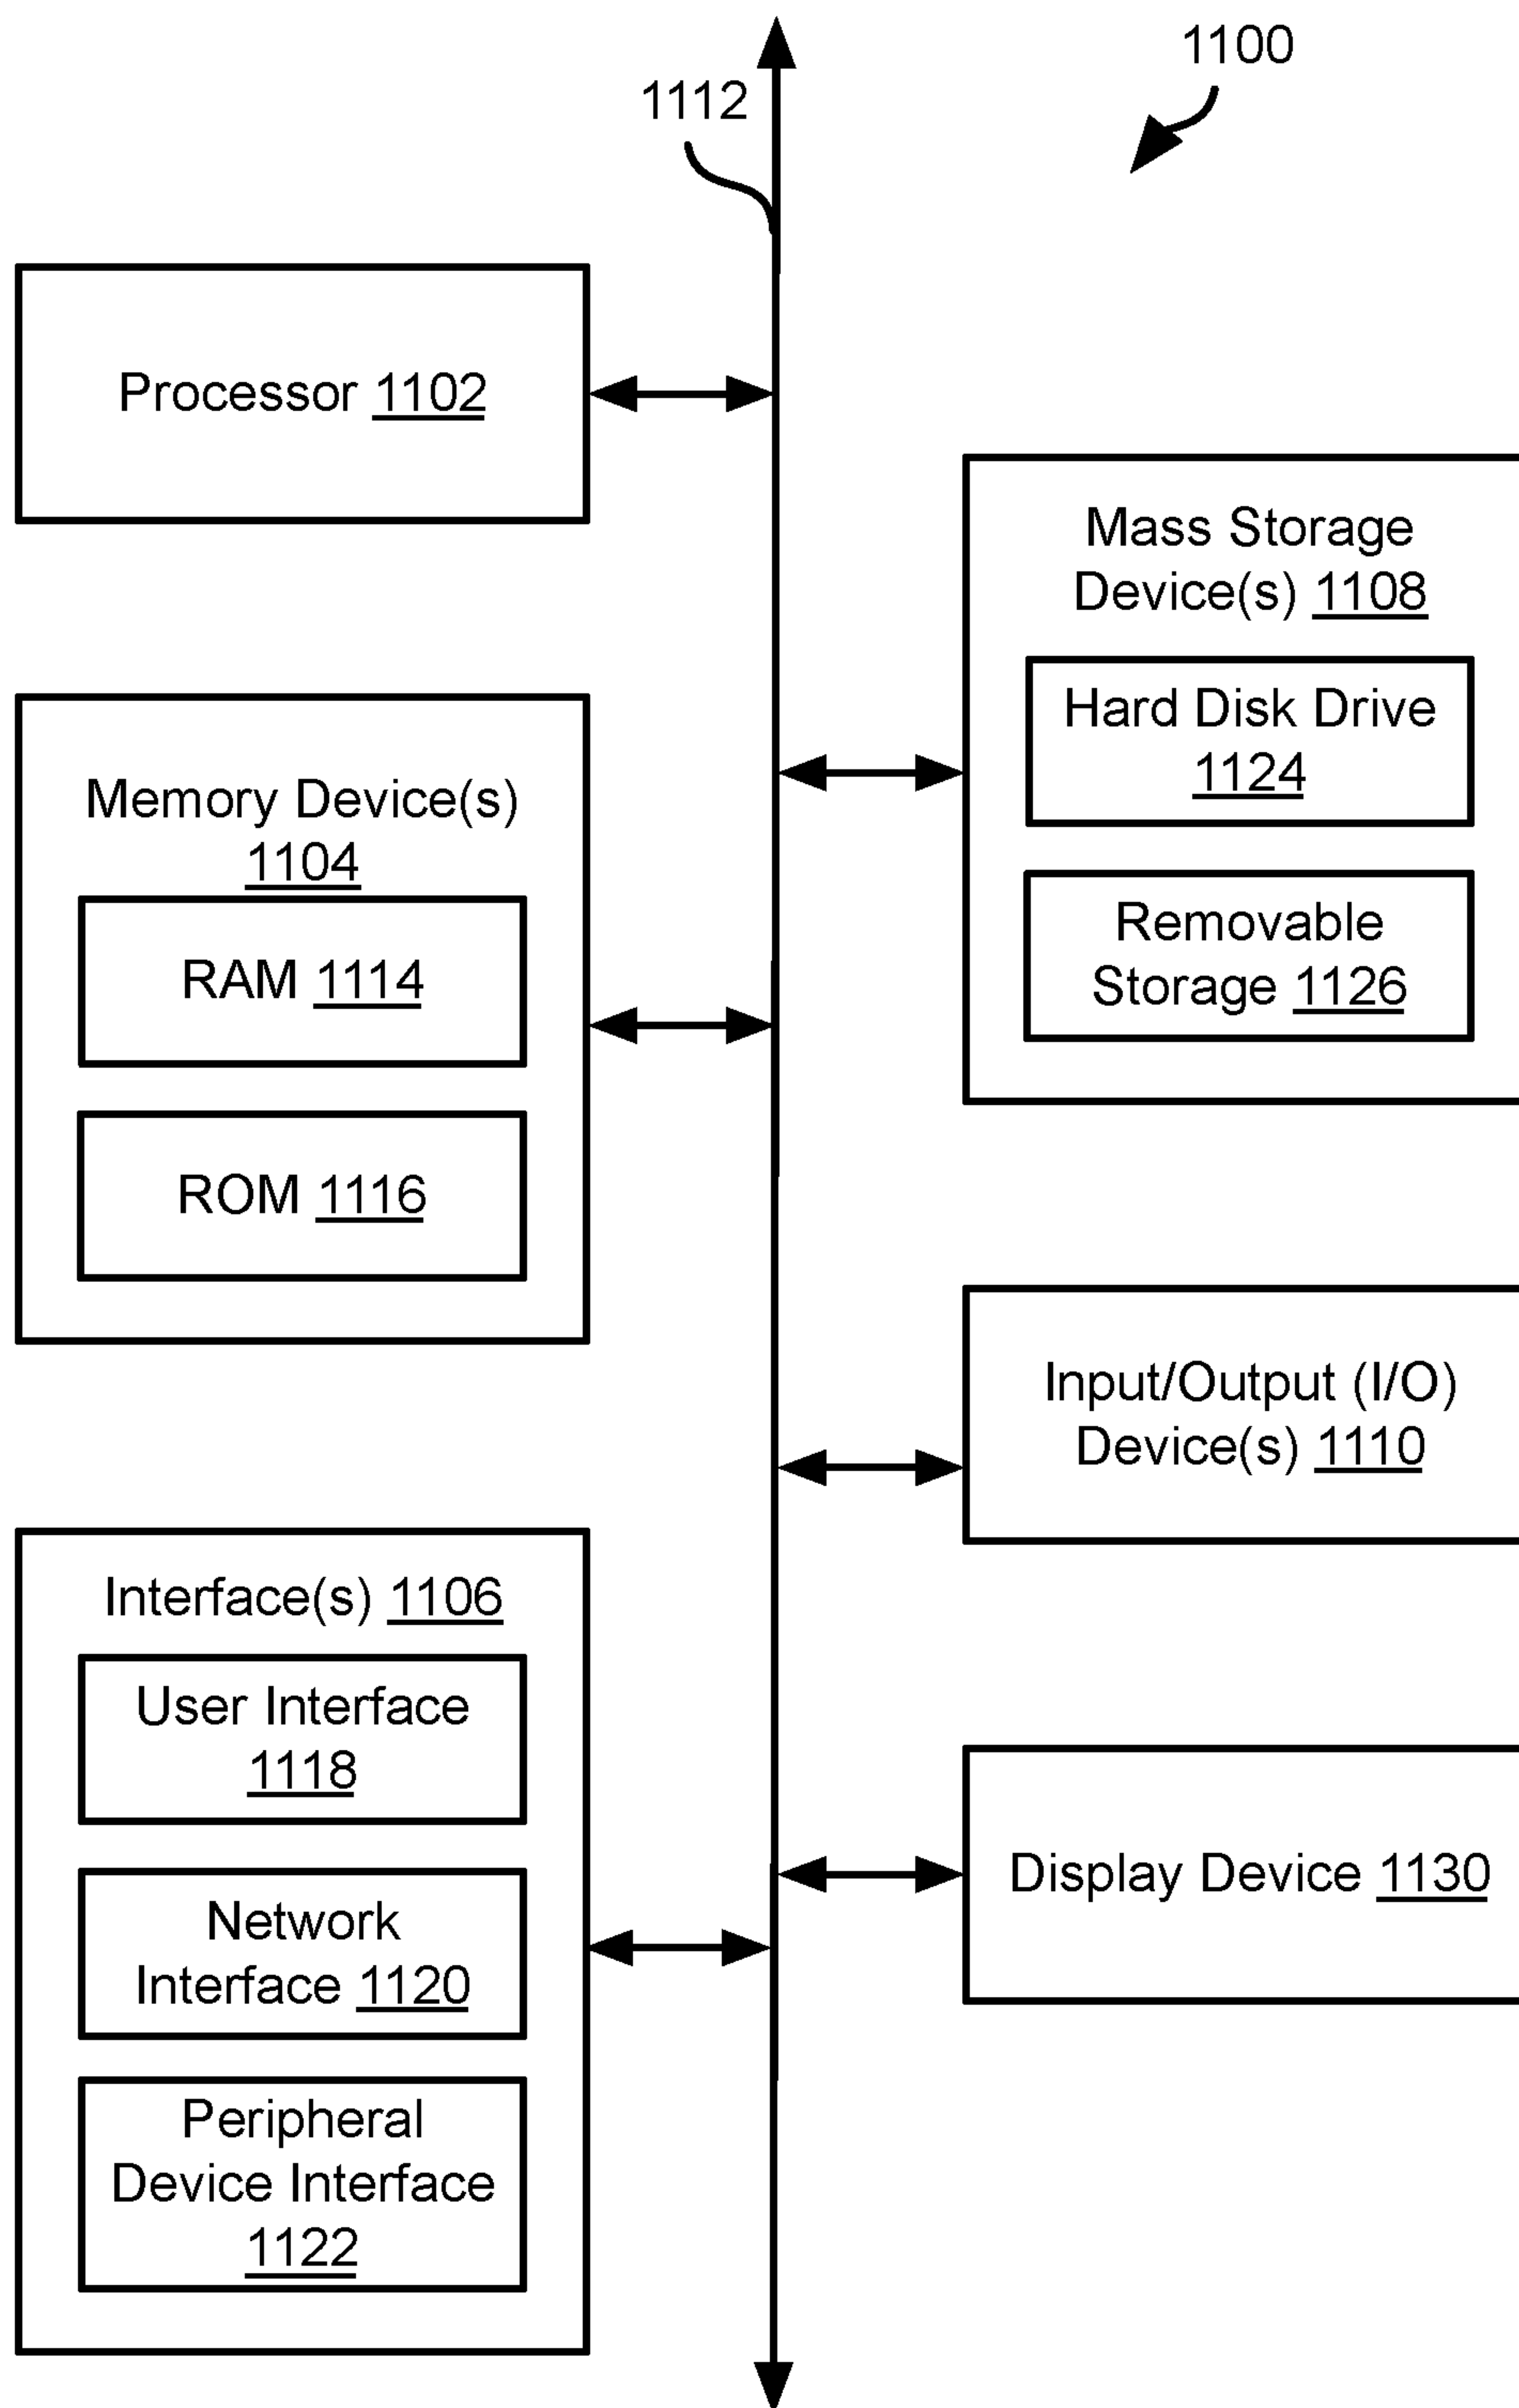 1100
1112
Processor 1102
Mass Storage
Device(s) 1108
Hard Disk Drive
1124
Removable
Storage 1126
Memory Device(s)
1104
RAM 1114
ROM 1116
Input/Output (I/O)
Device(s) 1110
Interface(s) 1106
User Interface
1118
Network
Interface 1120
Peripheral
Device Interface
1122
Display Device 1130